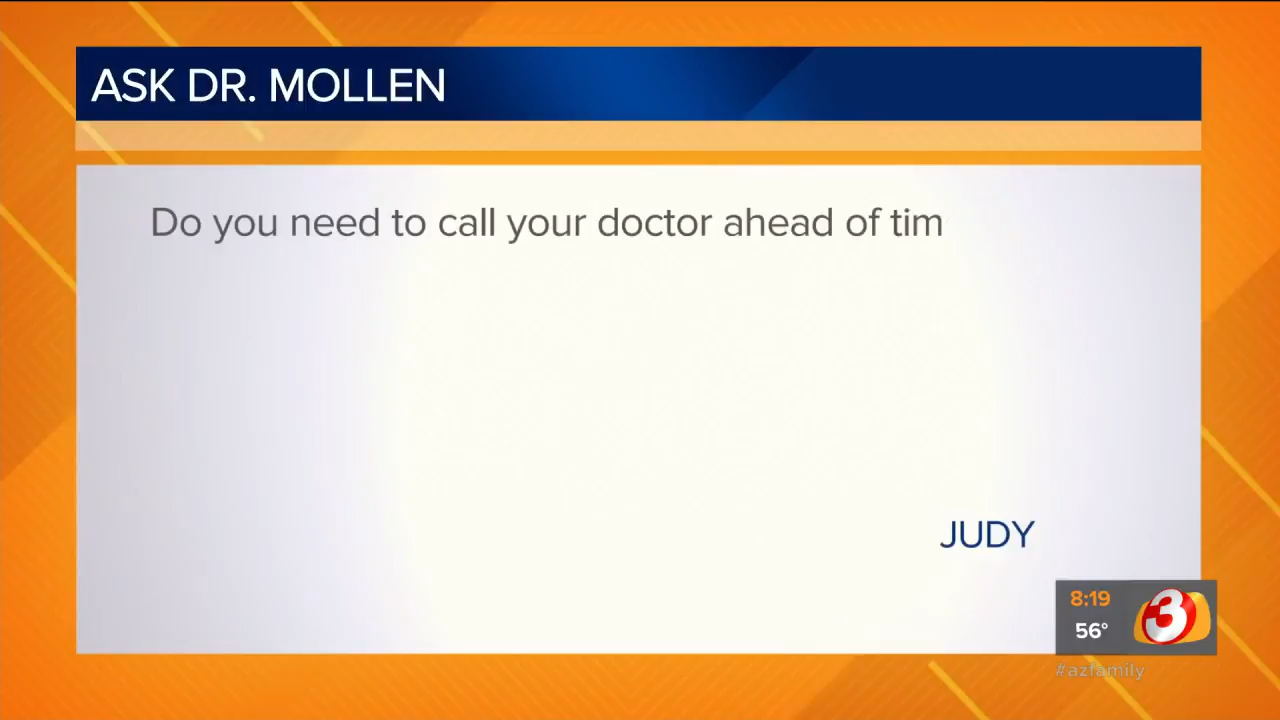 ASK DR. MOLLEN
Do you need to call your doctor ahead of tim
JUDY
8:19
56°
3
#azfamily